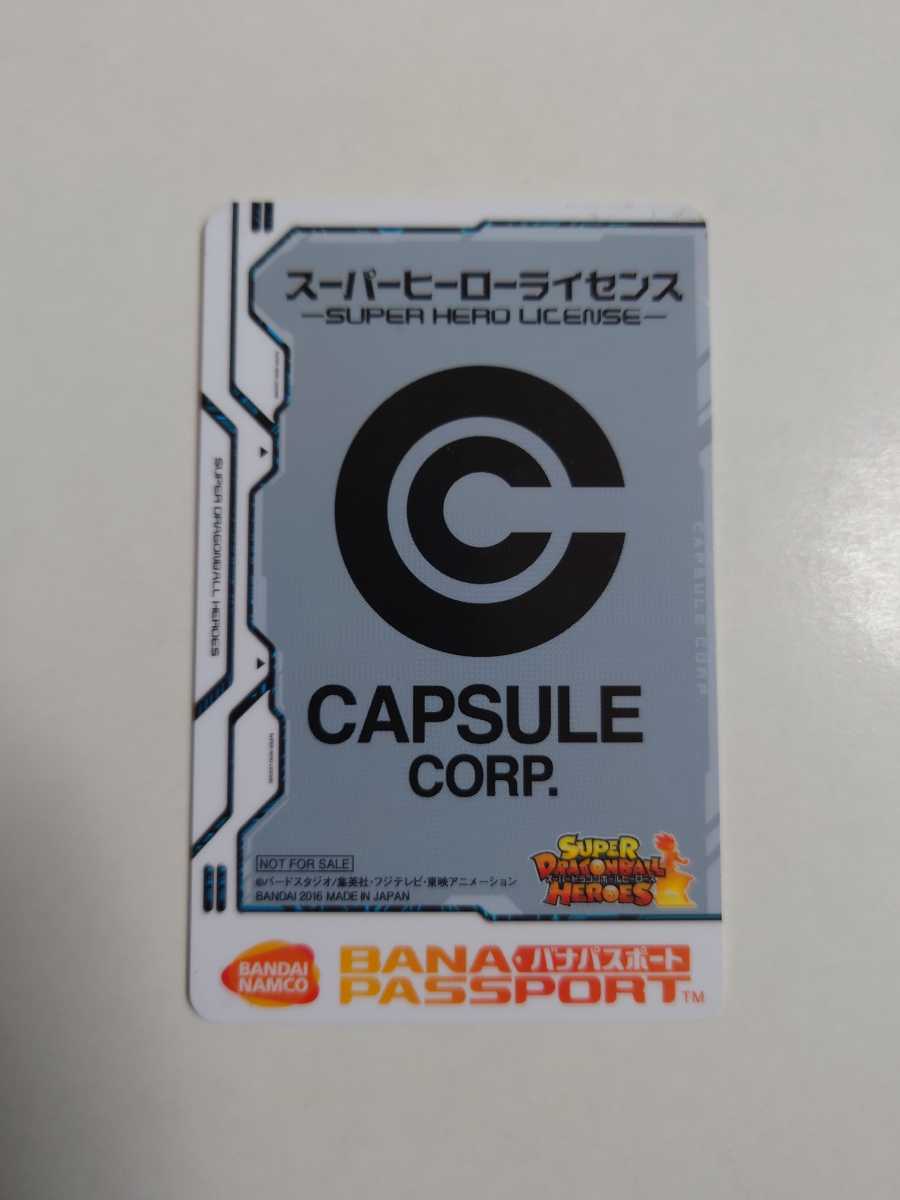 スーパーヒーローライセンス
SUPER HERO LICENSE
SUPER DRAGONBALL HEROES
CAPSULE CORP.
CAPSULE
CORP.
NOT FOR SALE
©バードスタジオ/集英社・フジテレビ・東映アニメーション
BANDAI 2016 MADE IN JAPAN
SUPER
DRAGONBALL
スーパードラゴンボールヒーローズ
HEROES
BANDAI
NAMCO
BANA バナパスポート
PASSPORT TM